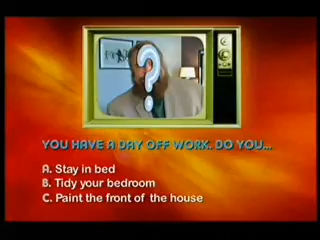 ?
YOU HAVE A DAY OFF WORK. DO YOU...
A. Stay in bed
B. Tidy your bedroom
C. Paint the front of the house